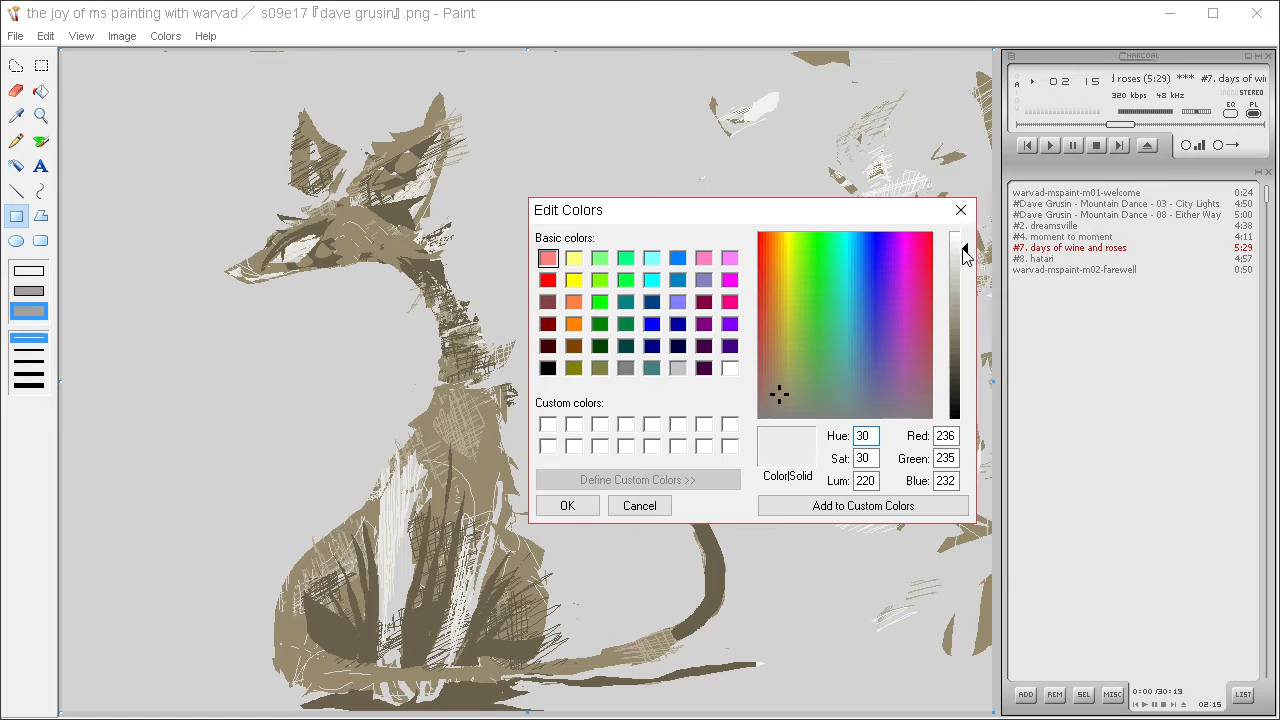 the joy of ms painting with warvad ／ s09e17『dave grusin』.png - Paint
File Edit View Image Colors Help
A
Edit Colors
Basic colors:
Custom colors:
Define Custom Colors >>
OK Cancel
Color|Solid
Hue: 30 Red: 236
Sat: 30 Green: 235
Lum: 220 Blue: 232
Add to Custom Colors
CHARCOAL
02 15 roses (5:29) *** #7. days of wi
320 kbps 48 kHz STEREO
EQ PL
warvad-mspaint-m01-welcome 0:24
#Dave Grusin - Mountain Dance - 03 - City Lights 4:50
#Dave Grusin - Mountain Dance - 08 - Either Way 5:00
#2. dreamsville 4:38
#4. moment to moment 4:11
#7. days of wine and roses 5:29
#8. hatari 4:57
warvad-mspaint-m02-farewell 0:50
ADD REM SEL MISC 0:00/30:19 LIST
02:15